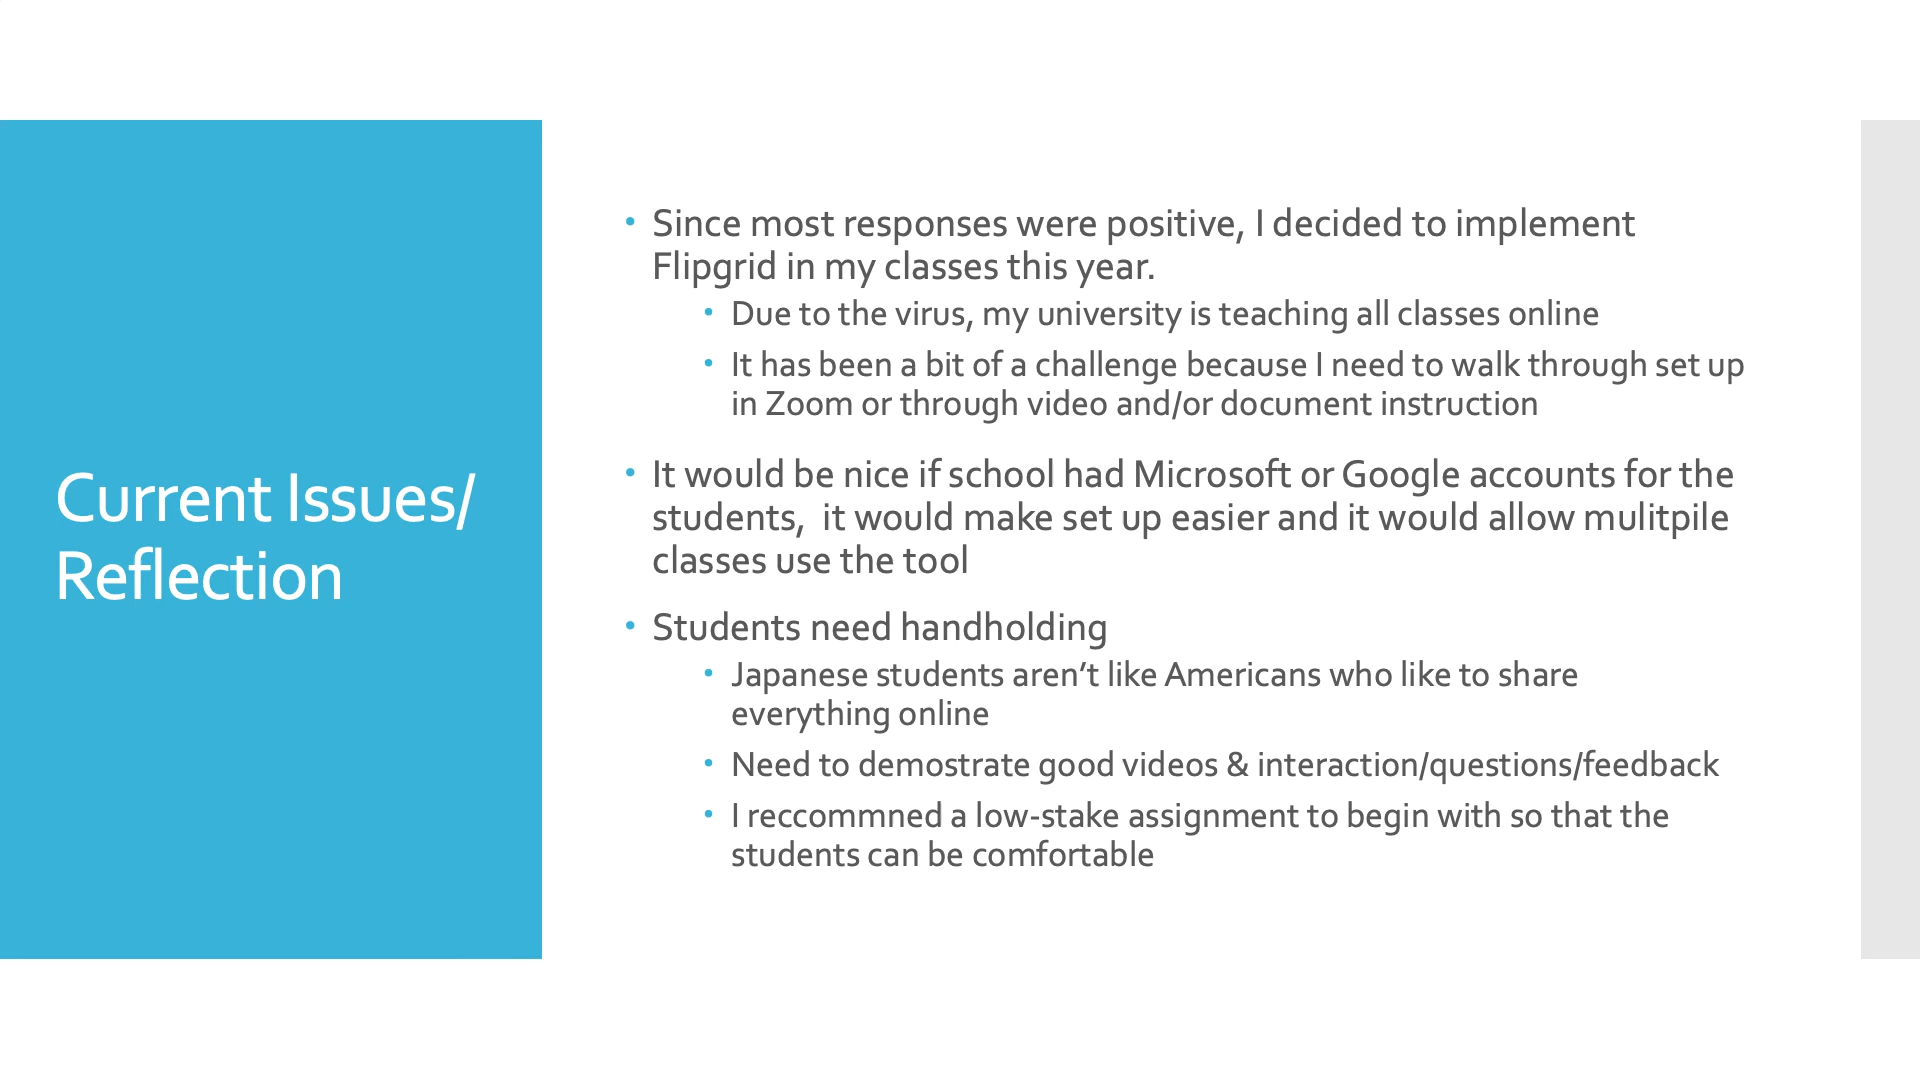 Current Issues/
Reflection
• Since most responses were positive, I decided to implement
Flipgrid in my classes this year.
• Due to the virus, my university is teaching all classes online
• It has been a bit of a challenge because I need to walk through set up
in Zoom or through video and/or document instruction
• It would be nice if school had Microsoft or Google accounts for the
students,  it would make set up easier and it would allow mulitpile
classes use the tool
• Students need handholding
• Japanese students aren’t like Americans who like to share
everything online
• Need to demostrate good videos & interaction/questions/feedback
• I reccommned a low-stake assignment to begin with so that the
students can be comfortable